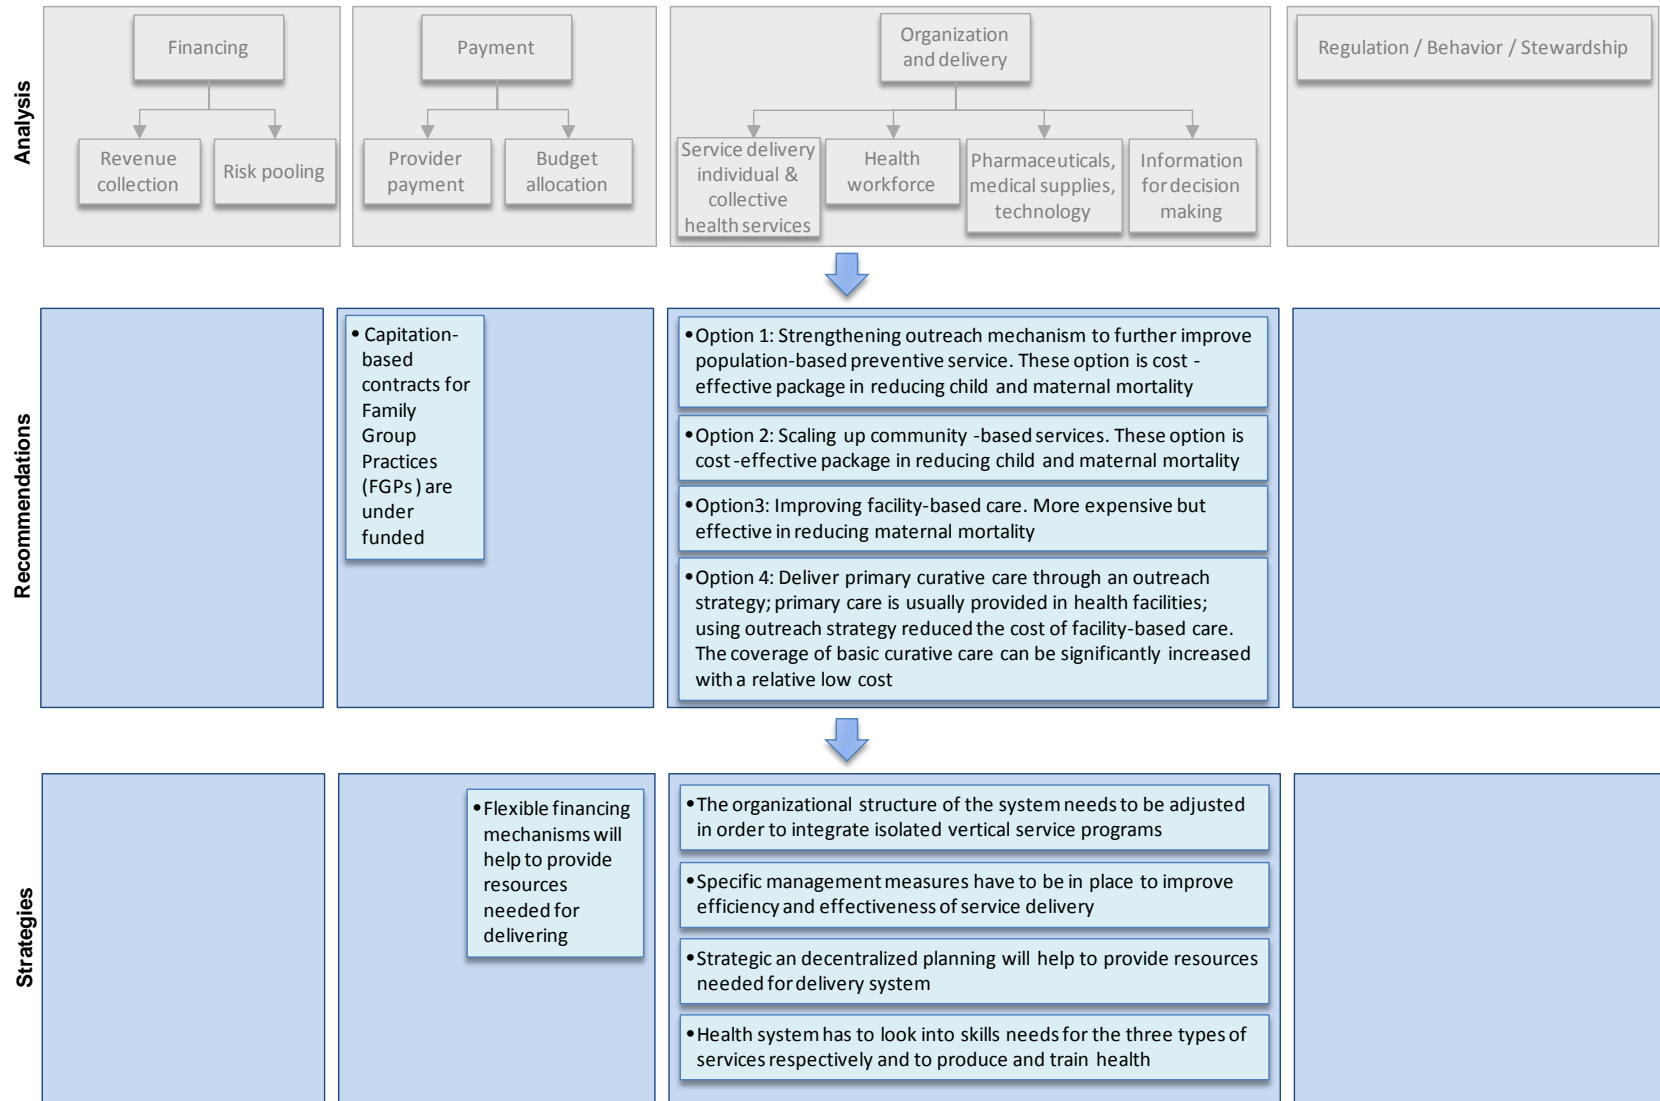 Analysis
Financing
Payment
Organization
and delivery
Regulation / Behavior / Stewardship
Revenue
collection
Risk pooling
Provider
payment
Budget
allocation
Service delivery
individual &
collective
health services
Health
workforce
Pharmaceuticals,
medical supplies,
technology
Information
for decision
making
Recommendations
• Capitation-
based
contracts for
Family
Group
Practices
(FGPs) are
under
funded
• Option 1: Strengthening outreach mechanism to further improve
population-based preventive service. These option is cost -
effective package in reducing child and maternal mortality
• Option 2: Scaling up community -based services. These option is
cost -effective package in reducing child and maternal mortality
• Option3: Improving facility-based care. More expensive but
effective in reducing maternal mortality
• Option 4: Deliver primary curative care through an outreach
strategy; primary care is usually provided in health facilities;
using outreach strategy reduced the cost of facility-based care.
The coverage of basic curative care can be significantly increased
with a relative low cost
Strategies
• Flexible financing
mechanisms will
help to provide
resources
needed for
delivering
• The organizational structure of the system needs to be adjusted
in order to integrate isolated vertical service programs
• Specific management measures have to be in place to improve
efficiency and effectiveness of service delivery
• Strategic an decentralized planning will help to provide resources
needed for delivery system
• Health system has to look into skills needs for the three types of
services respectively and to produce and train health